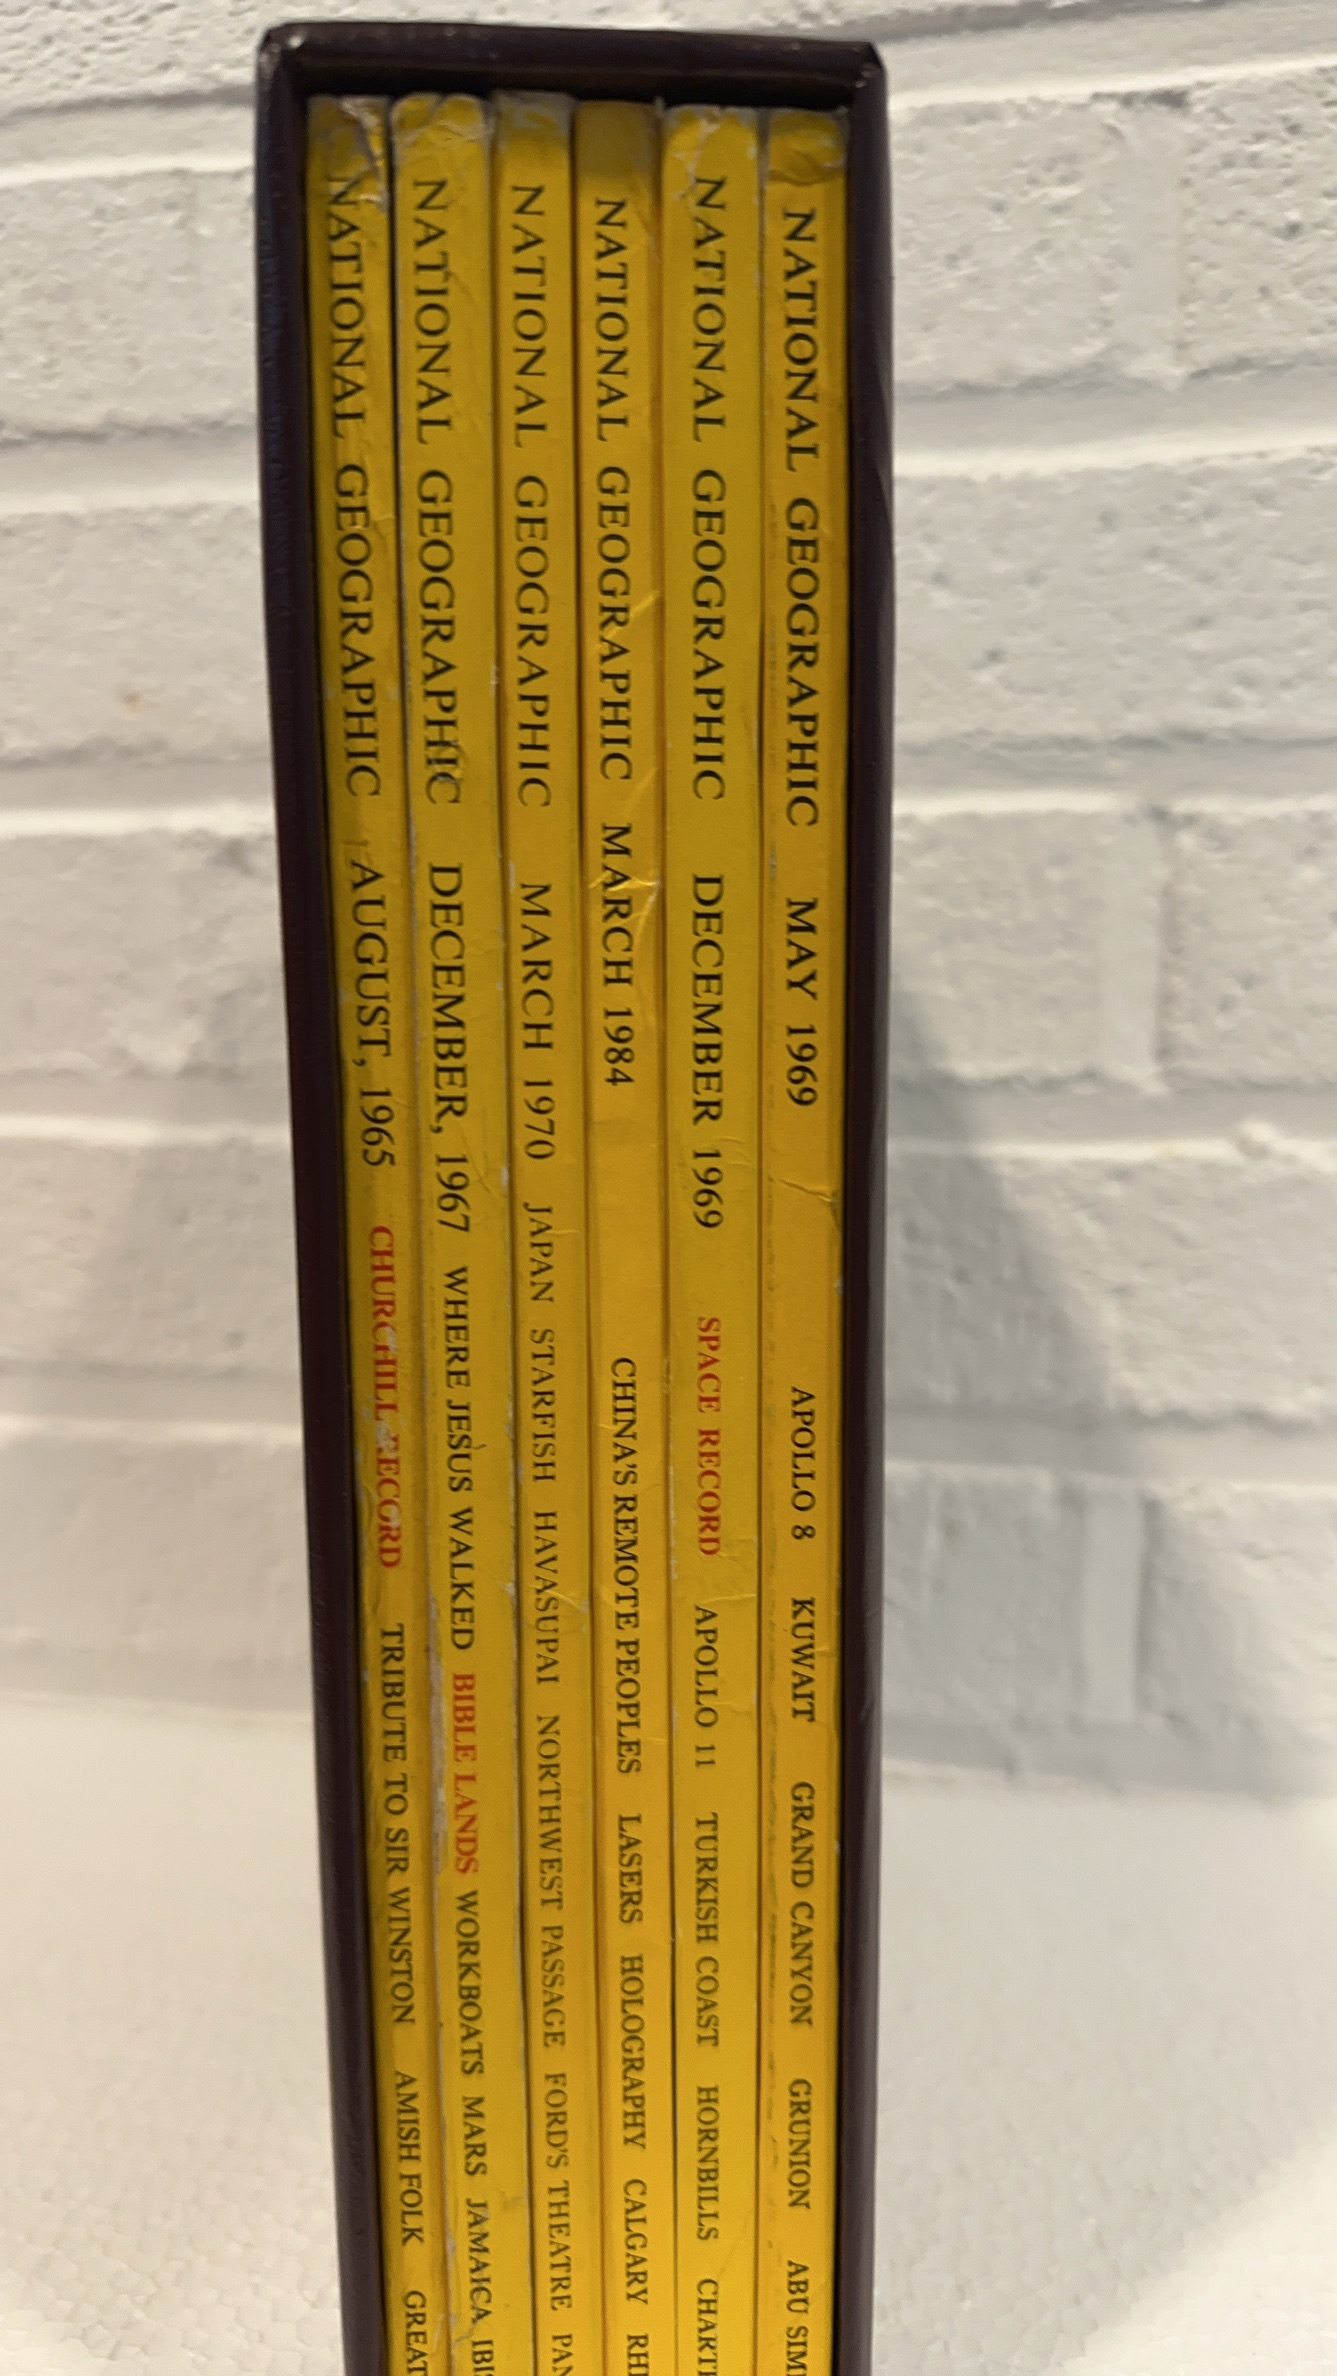 NATIONAL GEOGRAPHIC AUGUST, 1965 CHURCHILL RECORD TRIBUTE TO SIR WINSTON AMISH FOLK GREAT
NATIONAL GEOGRAPHIC DECEMBER, 1967 WHERE JESUS WALKED BIBLE LANDS WORKBOATS MARS JAMAICA
NATIONAL GEOGRAPHIC MARCH 1970 JAPAN STARFISH HAVASUPAI NORTHWEST PASSAGE FORD'S THEATRE
NATIONAL GEOGRAPHIC MARCH 1984 CHINA'S REMOTE PEOPLES LASERS HOLOGRAPHY CALGARY
NATIONAL GEOGRAPHIC DECEMBER 1969 SPACE RECORD APOLLO 11 TURKISH COAST HORNBILLS
NATIONAL GEOGRAPHIC MAY 1969 APOLLO 8 KUWAIT GRAND CANYON GRUNION ABU